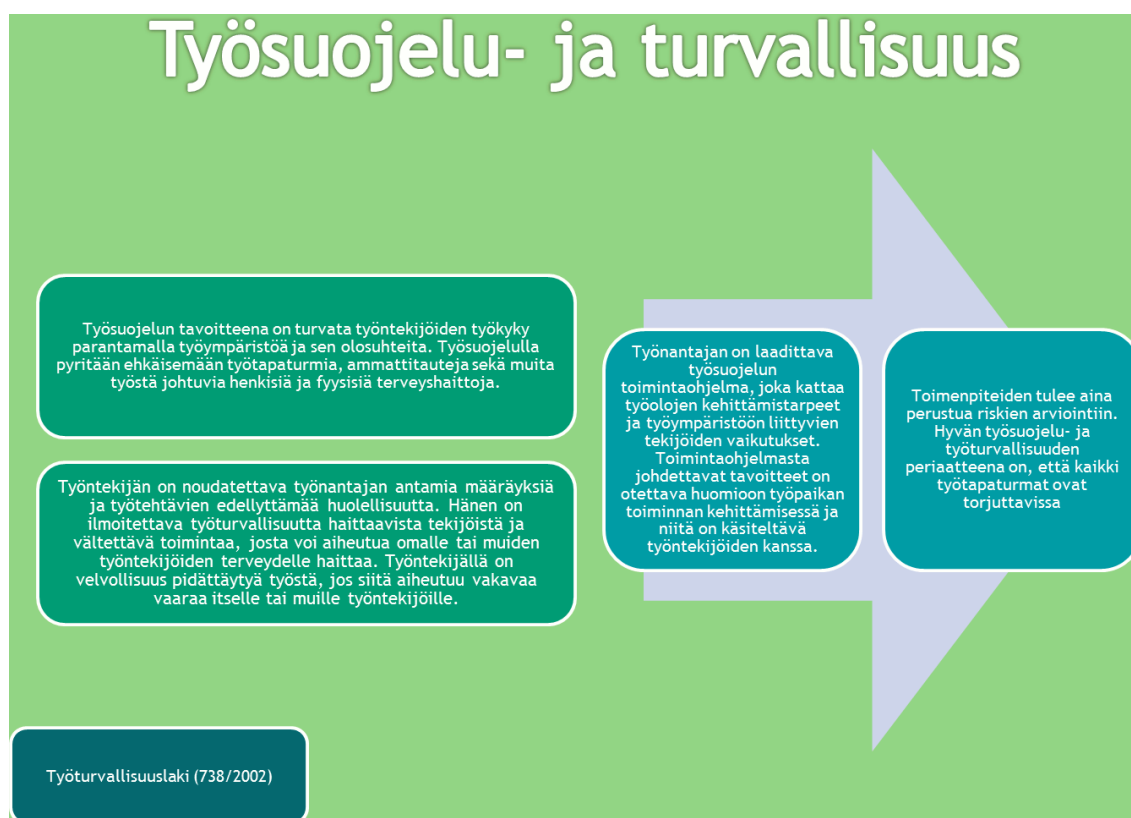 Työsuojelu- ja turvallisuus
Työsuojelun tavoitteena on turvata työntekijöiden työkyky
parantamalla työympäristöä ja sen olosuhteita. Työsuojelulla
pyritään ehkäisemään työtapaturmia, ammattitauteja sekä muita
työstä johtuvia henkisiä ja fyysisiä terveyshaittoja.
Työntekijän on noudatettava työnantajan antamia määräyksiä
ja työtehtävien edellyttämää huolellisuutta. Hänen on
ilmoitettava työturvallisuutta haittaavista tekijöistä ja
vältettävä toimintaa, josta voi aiheutua omalle tai muiden
työntekijöiden terveydelle haittaa. Työntekijällä on
velvollisuus pidättäytyä työstä, jos siitä aiheutuu vakavaa
vaaraa itselle tai muille työntekijöille.
Työnantajan on laadittava
työsuojelun
toimintaohjelma, joka kattaa
työolojen kehittämistarpeet
ja työympäristöön liittyvien
tekijöiden vaikutukset.
Toimintaohjelmasta
johdettavat tavoitteet on
otettava huomioon työpaikan
toiminnan kehittämisessä ja
niitä on käsiteltävä
työntekijöiden kanssa.
Toimenpiteiden tulee aina
perustua riskien arviointiin.
Hyvän työsuojelu- ja
työturvallisuuden
periaatteena on, että kaikki
työtapaturmat ovat
torjuttavissa
Työturvallisuuslaki (738/2002)